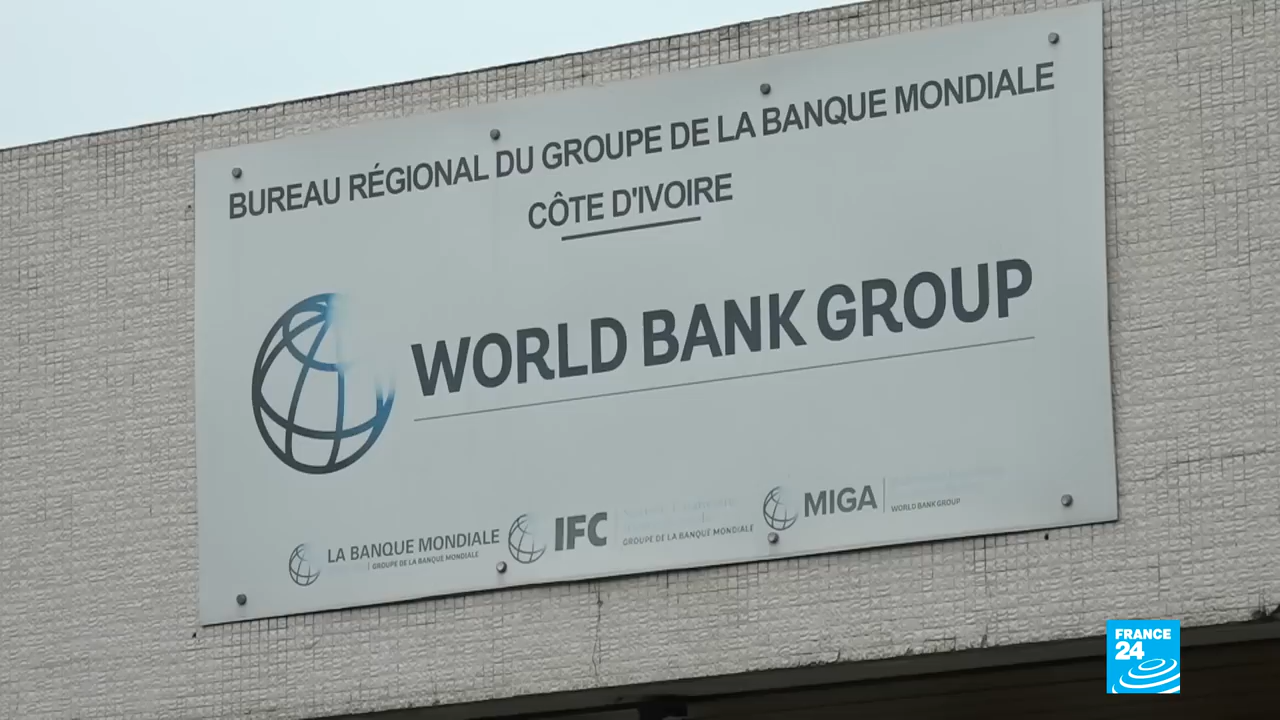 BUREAU RÉGIONAL DU GROUPE DE LA BANQUE MONDIALE
CÔTE D'IVOIRE
WORLD BANK GROUP
LA BANQUE MONDIALE
GROUPE DE LA BANQUE MONDIALE
IFC
GROUPE DE LA BANQUE MONDIALE
MIGA
WORLD BANK GROUP
FRANCE
24